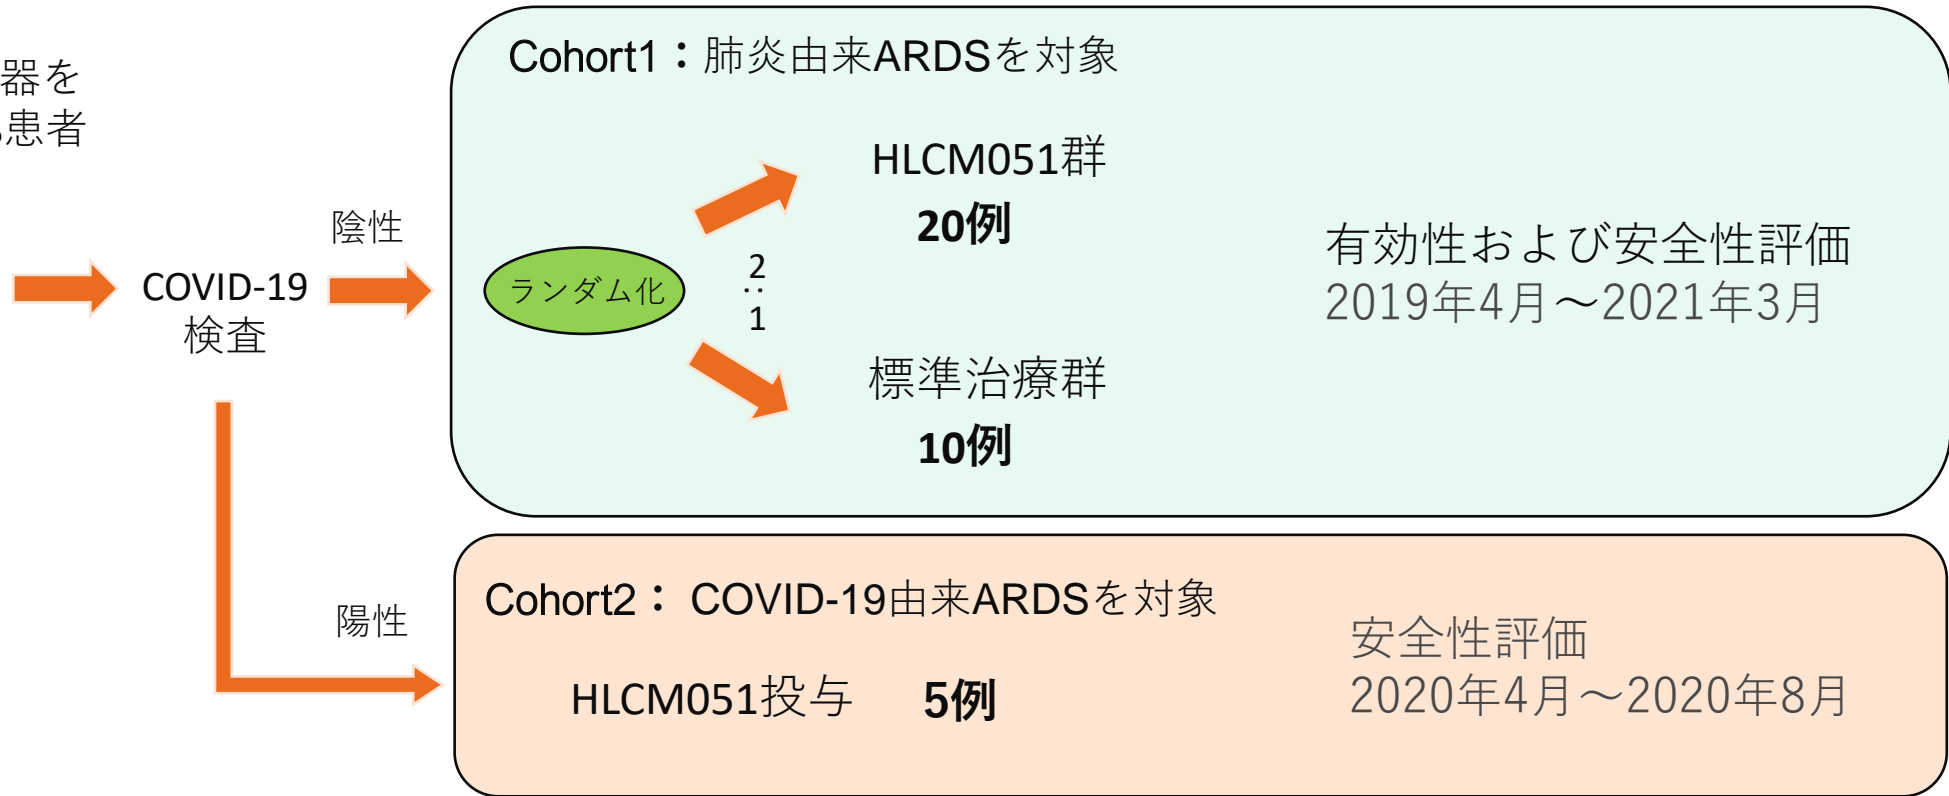 器を
患者
COVID-19
検査
陰性
陽性
Cohort1：肺炎由来ARDSを対象
ランダム化
2:1
HLCM051群
20例
標準治療群
10例
有効性および安全性評価
2019年4月～2021年3月
Cohort2： COVID-19由来ARDSを対象
HLCM051投与 5例
安全性評価
2020年4月～2020年8月